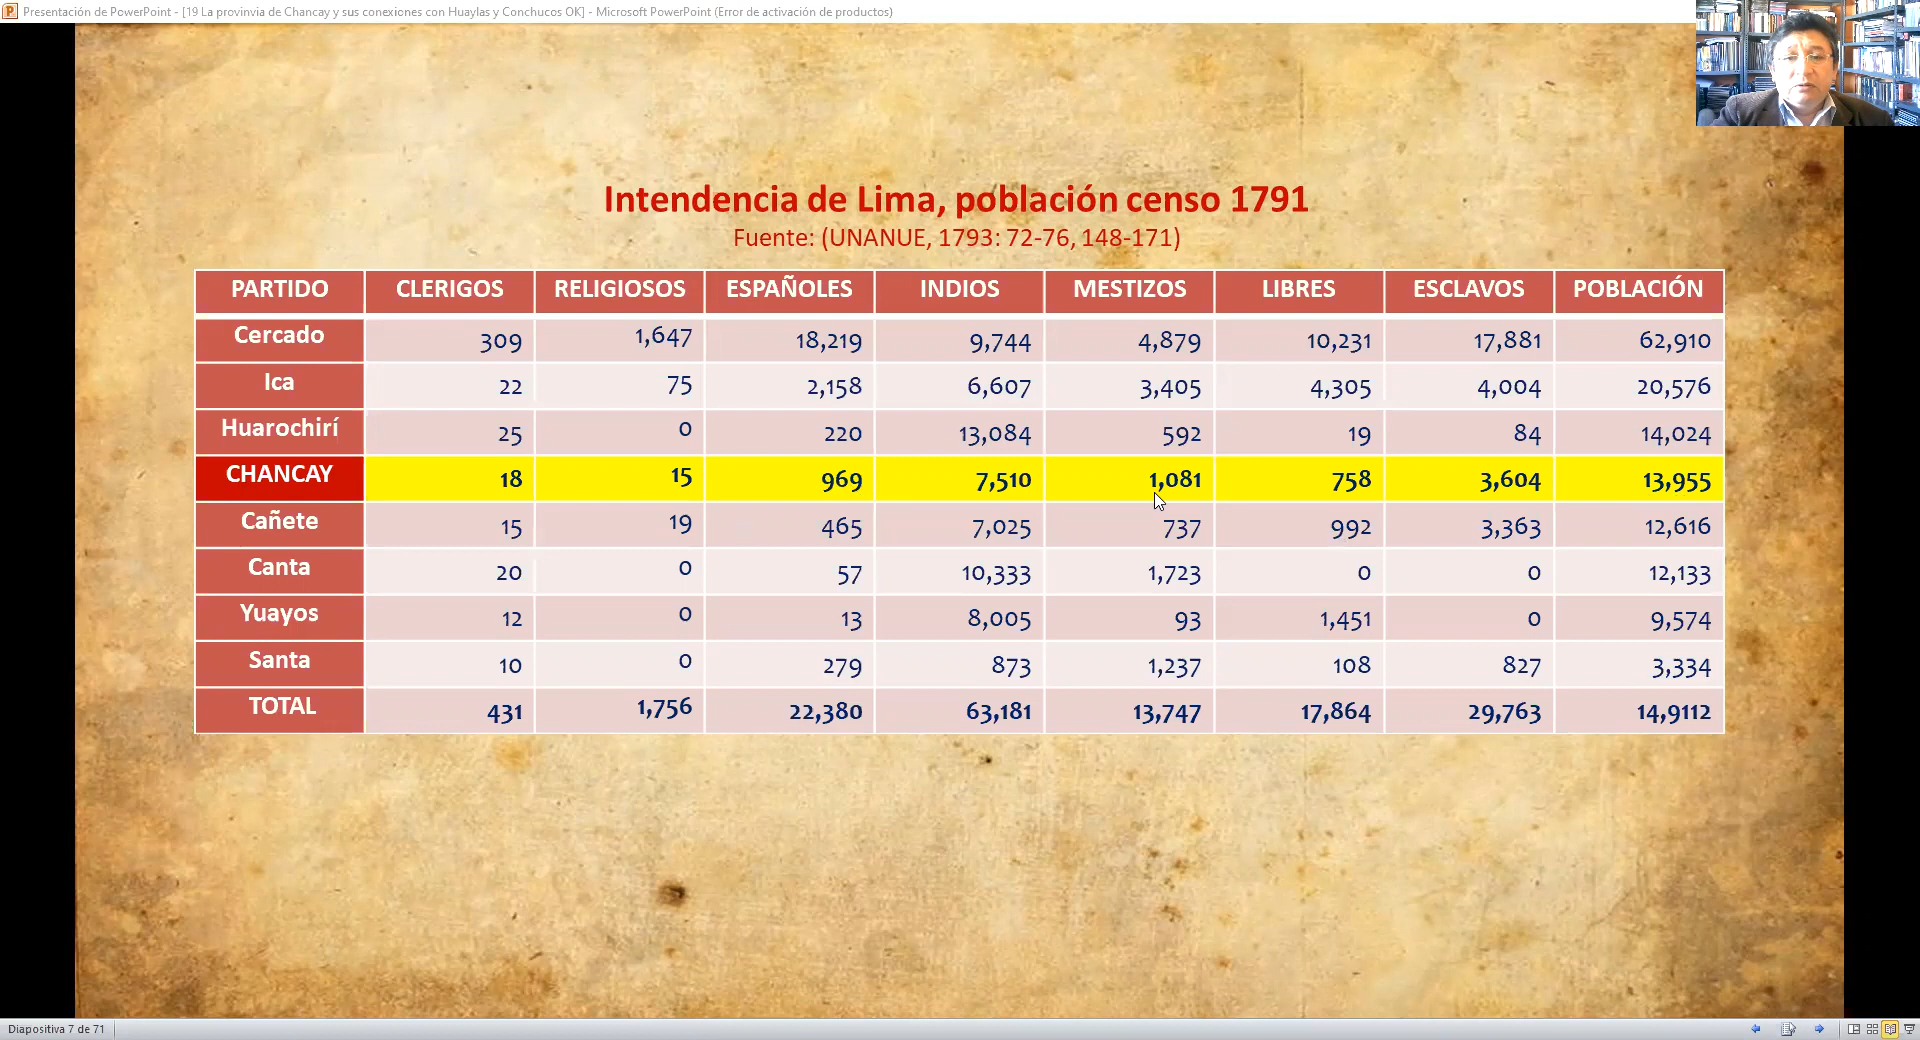 Presentación de PowerPoint - [19 La provinvia de Chancay y sus conexiones con Huaylas y Conchucos OK] - Microsoft PowerPoint (Error de activación de productos)
Intendencia de Lima, población censo 1791
Fuente: (UNANUE, 1793: 72-76, 148-171)
PARTIDO CLERIGOS RELIGIOSOS ESPAÑOLES INDIOS MESTIZOS LIBRES ESCLAVOS POBLACIÓN
Cercado 309 1,647 18,219 9,744 4,879 10,231 17,881 62,910
Ica 22 75 2,158 6,607 3,405 4,305 4,004 20,576
Huarochirí 25 0 220 13,084 592 19 84 14,024
CHANCAY 18 15 969 7,510 1,081 758 3,604 13,955
Cañete 15 19 465 7,025 737 992 3,363 12,616
Canta 20 0 57 10,333 1,723 0 0 12,133
Yuayos 12 0 13 8,005 93 1,451 0 9,574
Santa 10 0 279 873 1,237 108 827 3,334
TOTAL 431 1,756 22,380 63,181 13,747 17,864 29,763 14,9112
Diapositiva 7 de 71